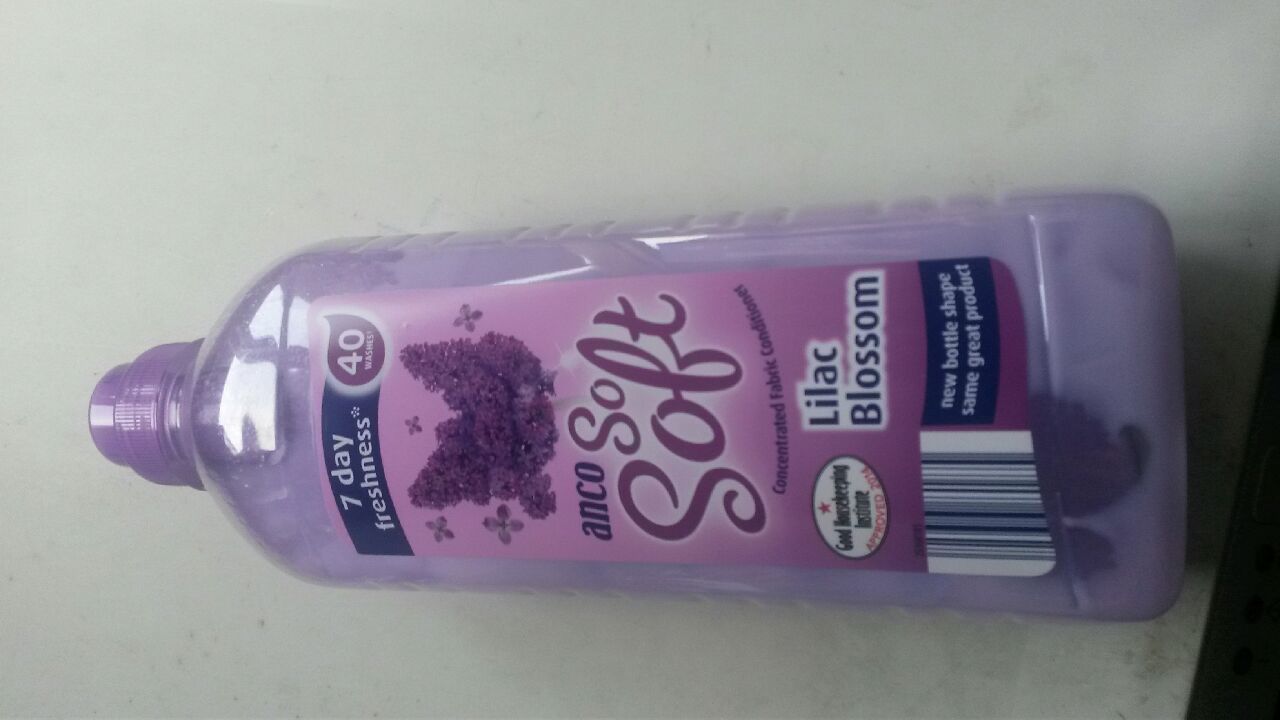 7 day
freshness*
40
WASHES†
anco
So
Soft
Concentrated Fabric Conditioner
Lilac
Blossom
Good Housekeeping
Institute
APPROVED
new bottle shape
same great product